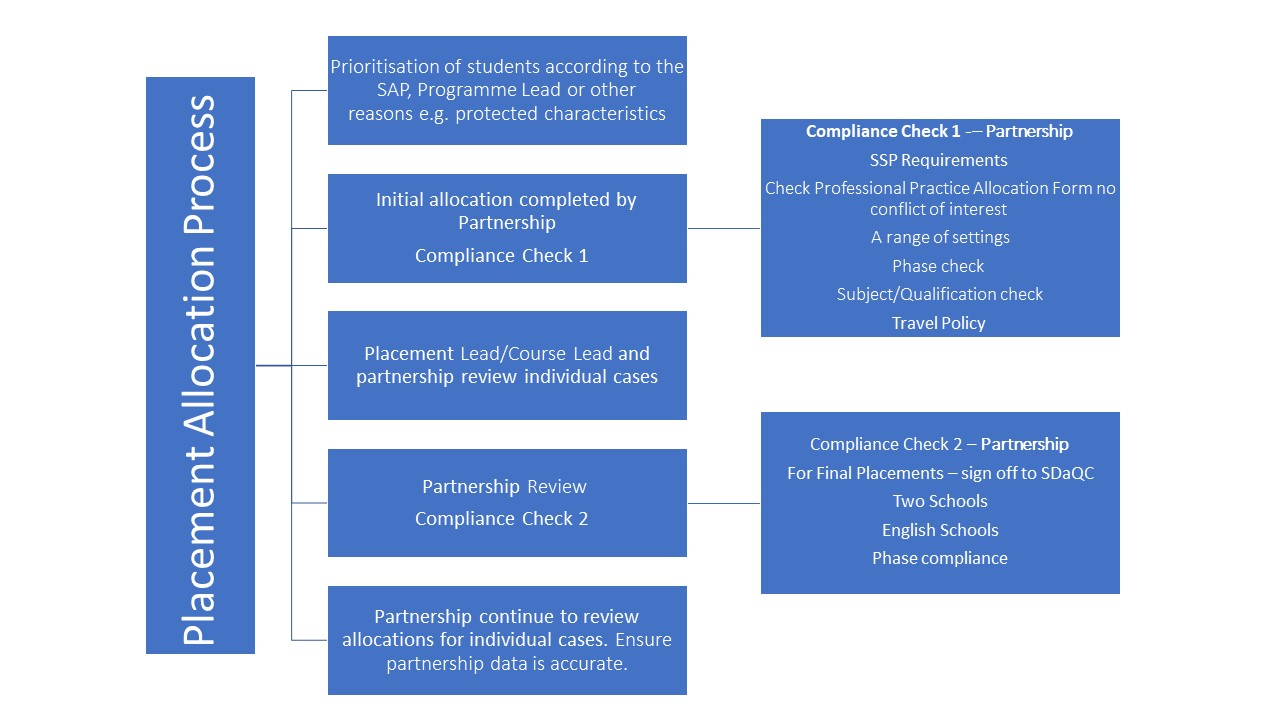 Placement Allocation Process
Prioritisation of students according to the
SAP, Programme Lead or other
reasons e.g. protected characteristics
Initial allocation completed by
Partnership
Compliance Check 1
Compliance Check 1 -– Partnership
SSP Requirements
Check Professional Practice Allocation Form no
conflict of interest
A range of settings
Phase check
Subject/Qualification check
Travel Policy
Placement Lead/Course Lead and
partnership review individual cases
Partnership Review
Compliance Check 2
Compliance Check 2 – Partnership
For Final Placements – sign off to SDaQC
Two Schools
English Schools
Phase compliance
Partnership continue to review
allocations for individual cases. Ensure
partnership data is accurate.